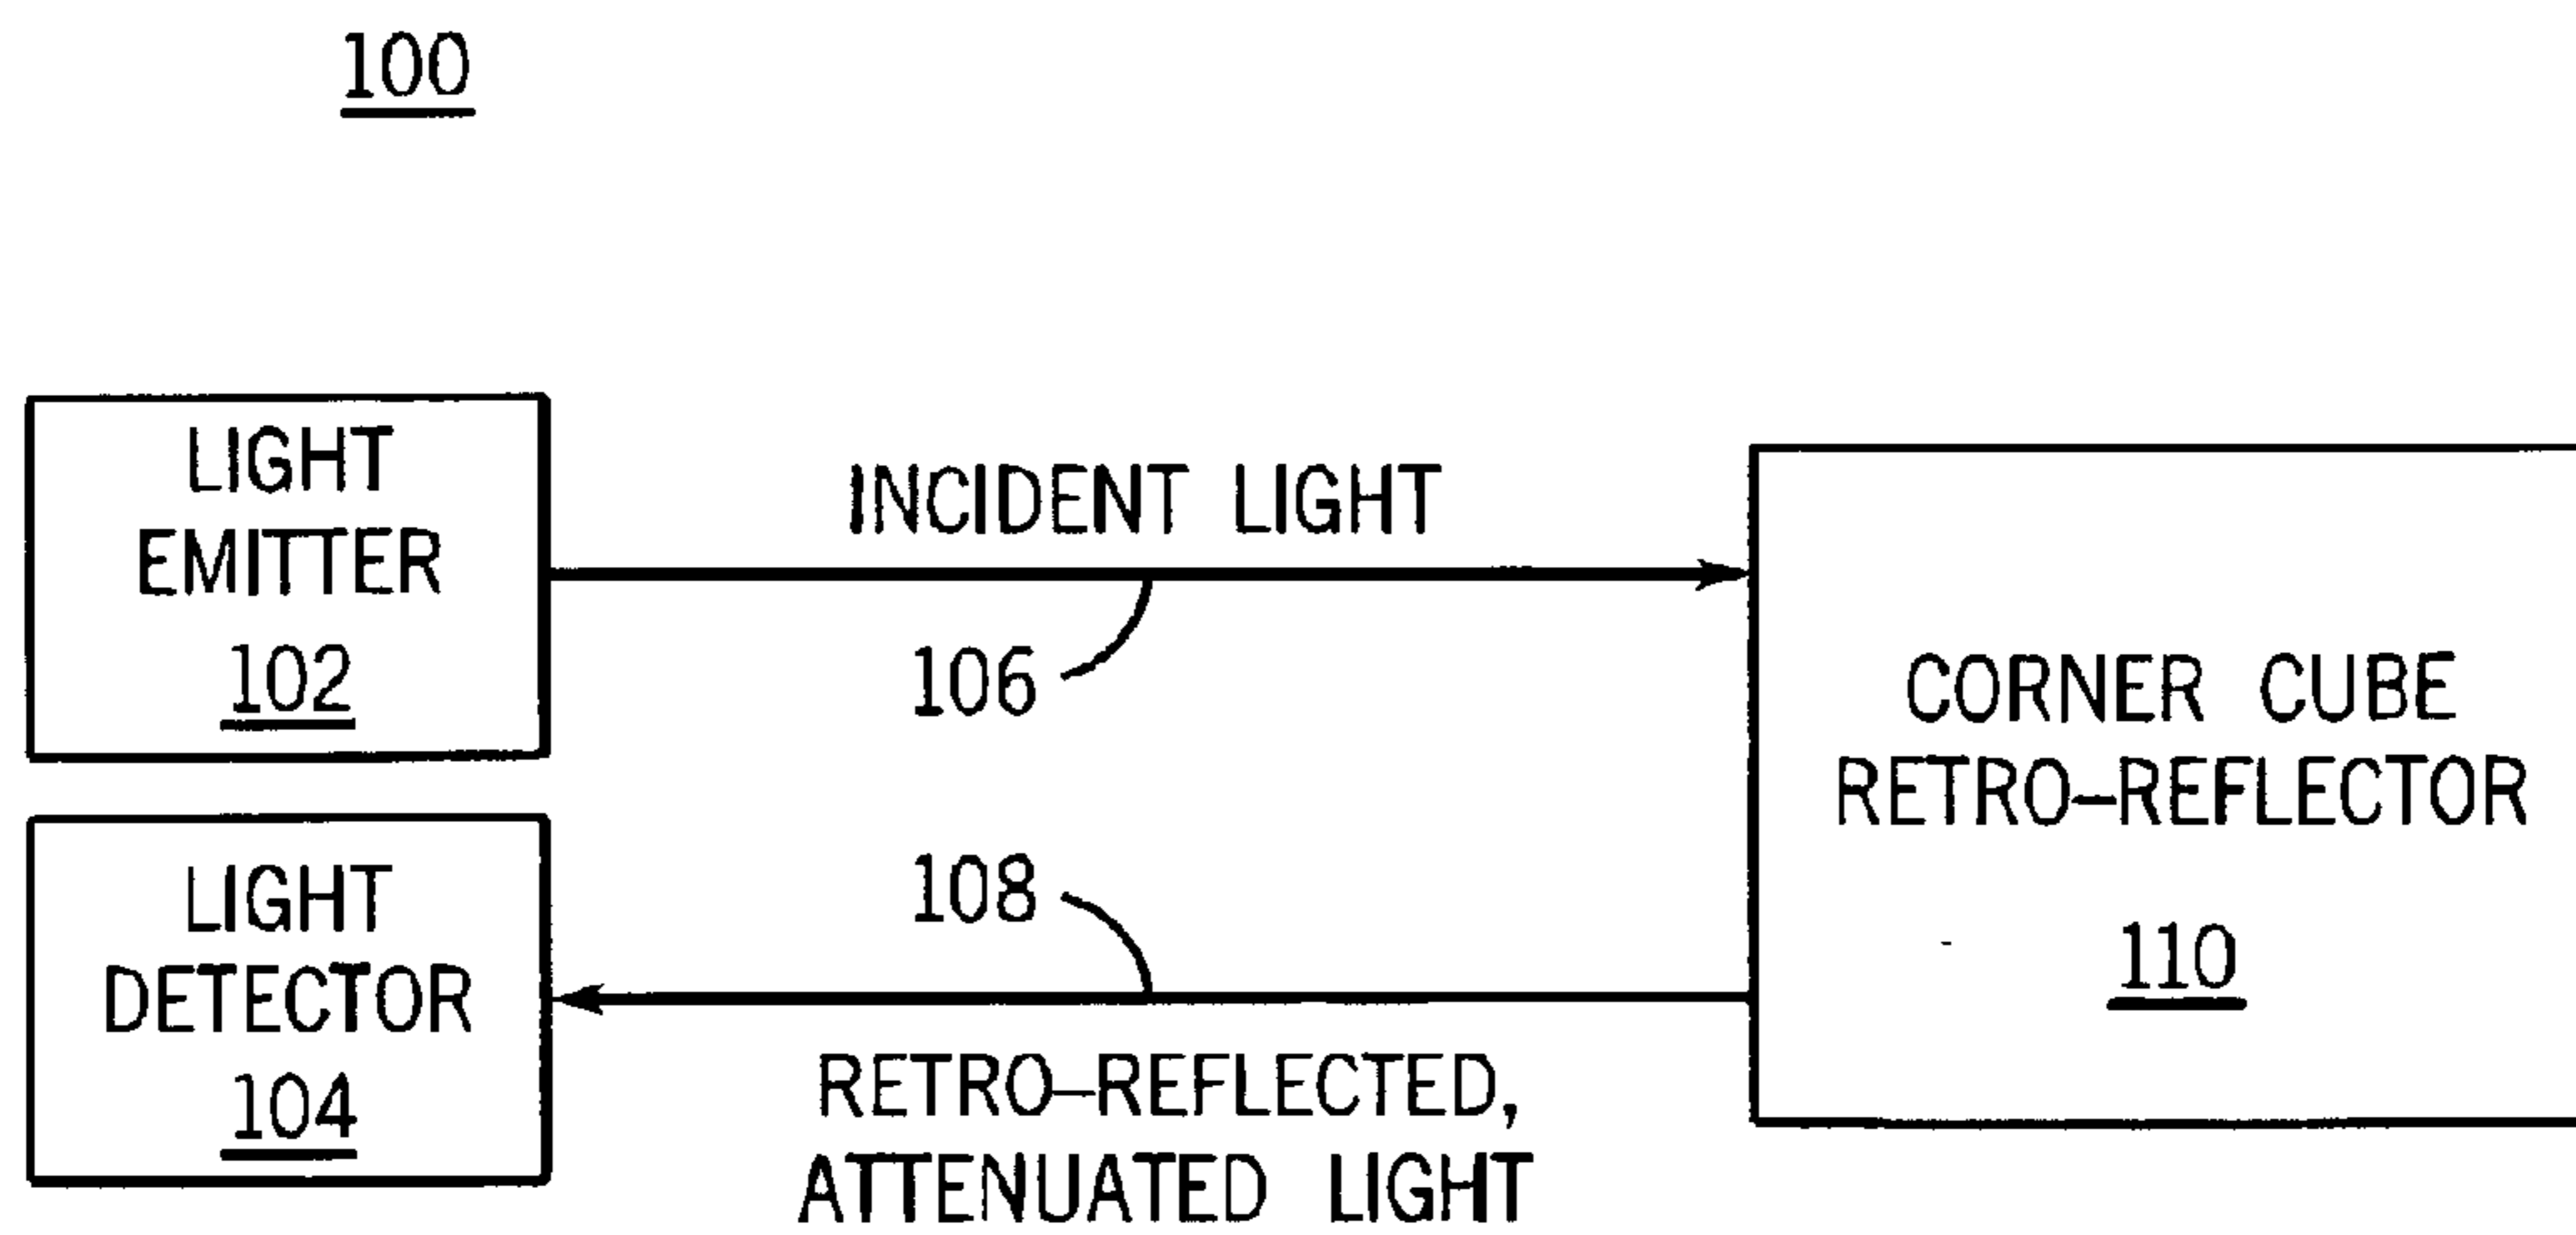 100
LIGHT
EMITTER
102
INCIDENT LIGHT
106
CORNER CUBE
RETRO–REFLECTOR
110
LIGHT
DETECTOR
104
108
RETRO–REFLECTED,
ATTENUATED LIGHT